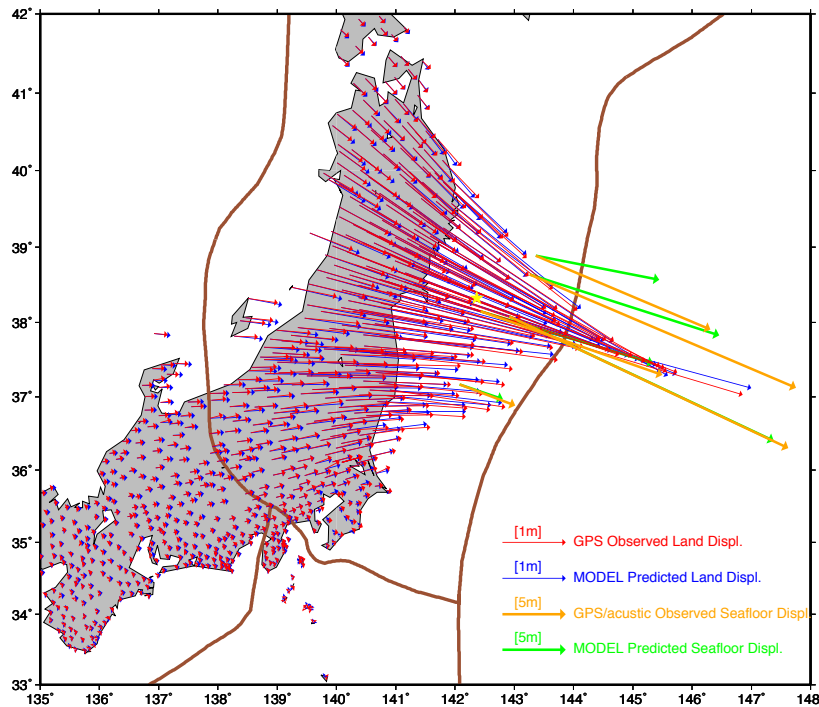 42°
41°
40°
39°
38°
37°
36°
35°
34°
33°
[1m]
GPS Observed Land Displ.
[1m]
MODEL Predicted Land Displ.
[5m]
GPS/acustic Observed Seafloor Displ.
[5m]
MODEL Predicted Seafloor Displ.
135° 136° 137° 138° 139° 140° 141° 142° 143° 144° 145° 146° 147° 148°